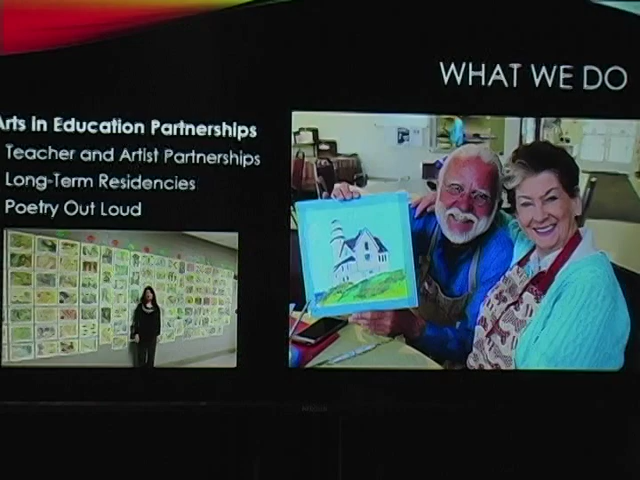 WHAT WE DO
Arts In Education Partnerships
Teacher and Artist Partnerships
Long-Term Residencies
Poetry Out Loud